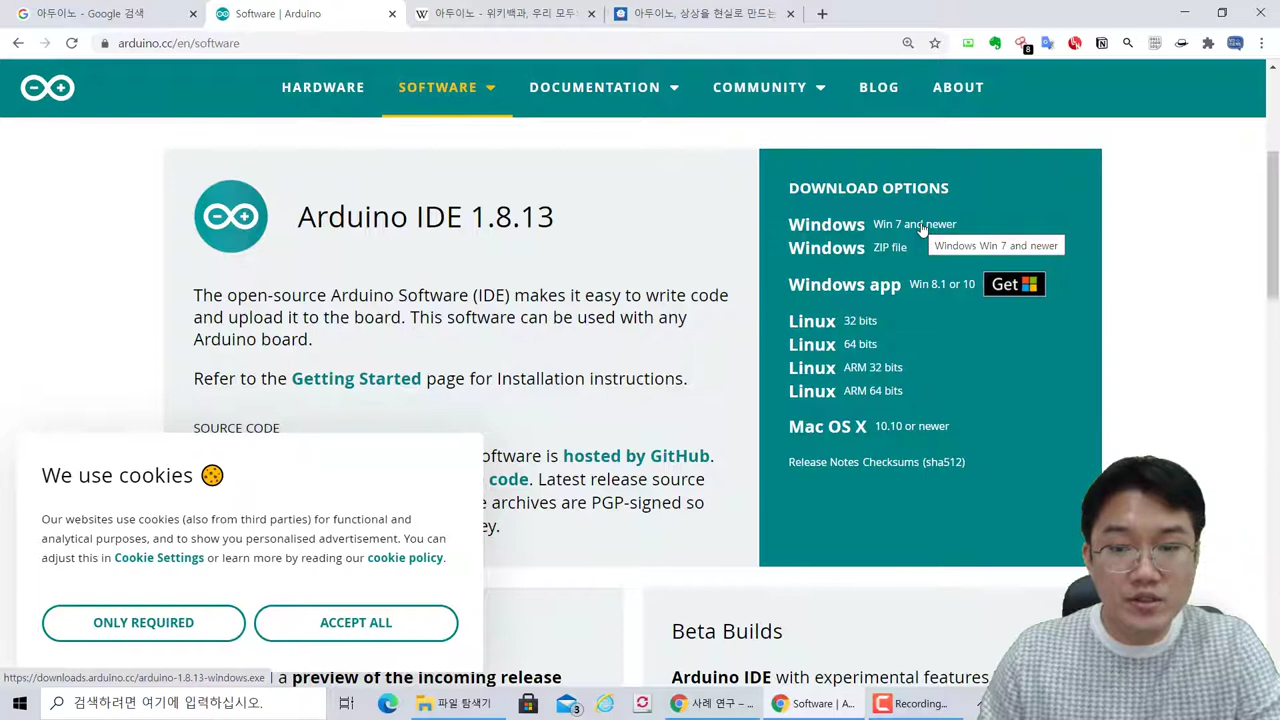 아두이노 - Google 검색
Software | Arduino
아두이노 - 위키백과, 우리 모두의
아두이노, 상상을 현실로 만드는
arduino.cc/en/software
8
HARDWARE
SOFTWARE
DOCUMENTATION
COMMUNITY
BLOG
ABOUT
Arduino IDE 1.8.13
The open-source Arduino Software (IDE) makes it easy to write code
and upload it to the board. This software can be used with any
Arduino board.
Refer to the Getting Started page for Installation instructions.
SOURCE CODE
oftware is hosted by GitHub.
code. Latest release source
e archives are PGP-signed so
ey.
DOWNLOAD OPTIONS
Windows Win 7 and newer
Windows ZIP file
Windows Win 7 and newer
Windows app Win 8.1 or 10 Get
Linux 32 bits
Linux 64 bits
Linux ARM 32 bits
Linux ARM 64 bits
Mac OS X 10.10 or newer
Release Notes Checksums (sha512)
We use cookies
Our websites use cookies (also from third parties) for functional and
analytical purposes, and to show you personalised advertisement. You can
adjust this in Cookie Settings or learn more by reading our cookie policy.
ONLY REQUIRED
ACCEPT ALL
a preview of the incoming release
Beta Builds
Arduino IDE with experimental features
https://downloads.arduino.cc/arduino-1.8.13-windows.exe
검색하려면 여기에 입력하십시오.
파일 탐색기
3
사례 연구 – ...
Software | A...
Recording...